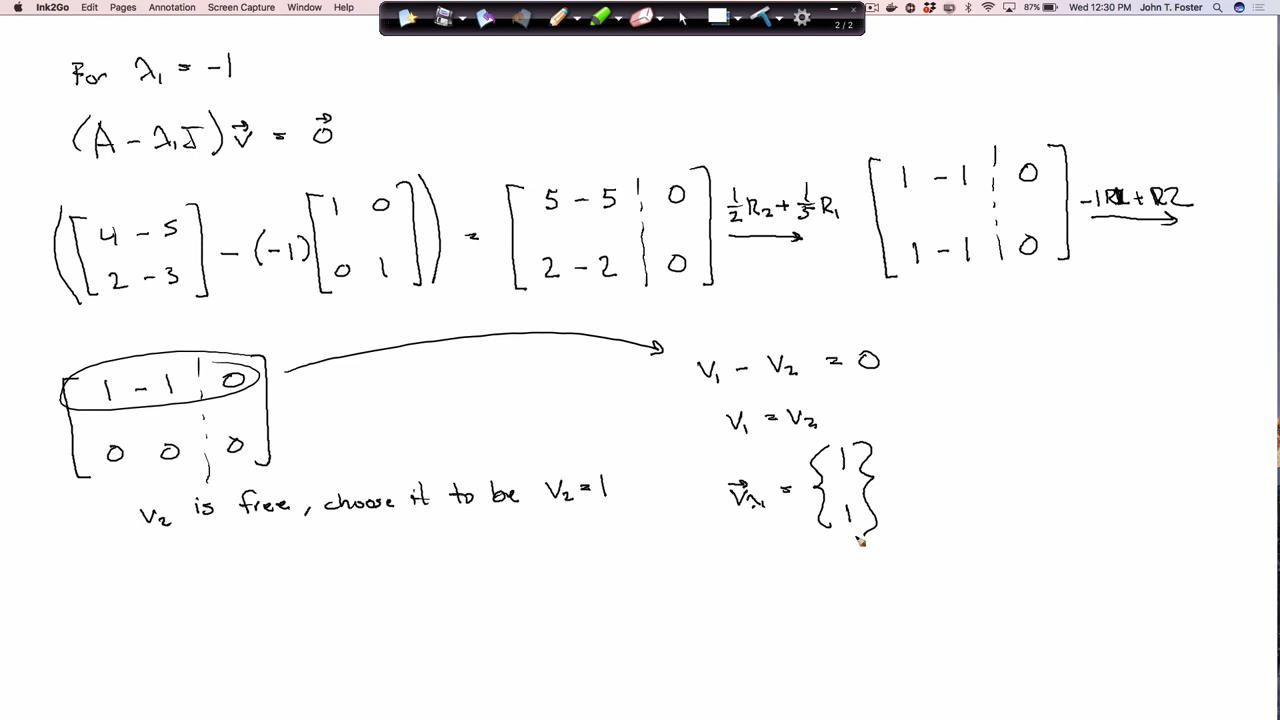 Ink2Go Edit Pages Annotation Screen Capture Window Help 87% Wed 12:30 PM John T. Foster
2/2
For λ₁ = -1
(A - λ₁I)v⃗ = 0⃗
([4 -5; 2 -3] - (-1)[1 0; 0 1]) = [5 -5 ¦ 0; 2 -2 ¦ 0] ½R₂ + ⅕R₁ → [1 -1 ¦ 0; 1 -1 ¦ 0] -1R1 + R2 →
[1 -1 ¦ 0; 0 0 ¦ 0] →
v₁ - v₂ = 0
v₁ = v₂
v₂ is free, choose it to be v₂ = 1
v⃗λ₁ = {1; 1}